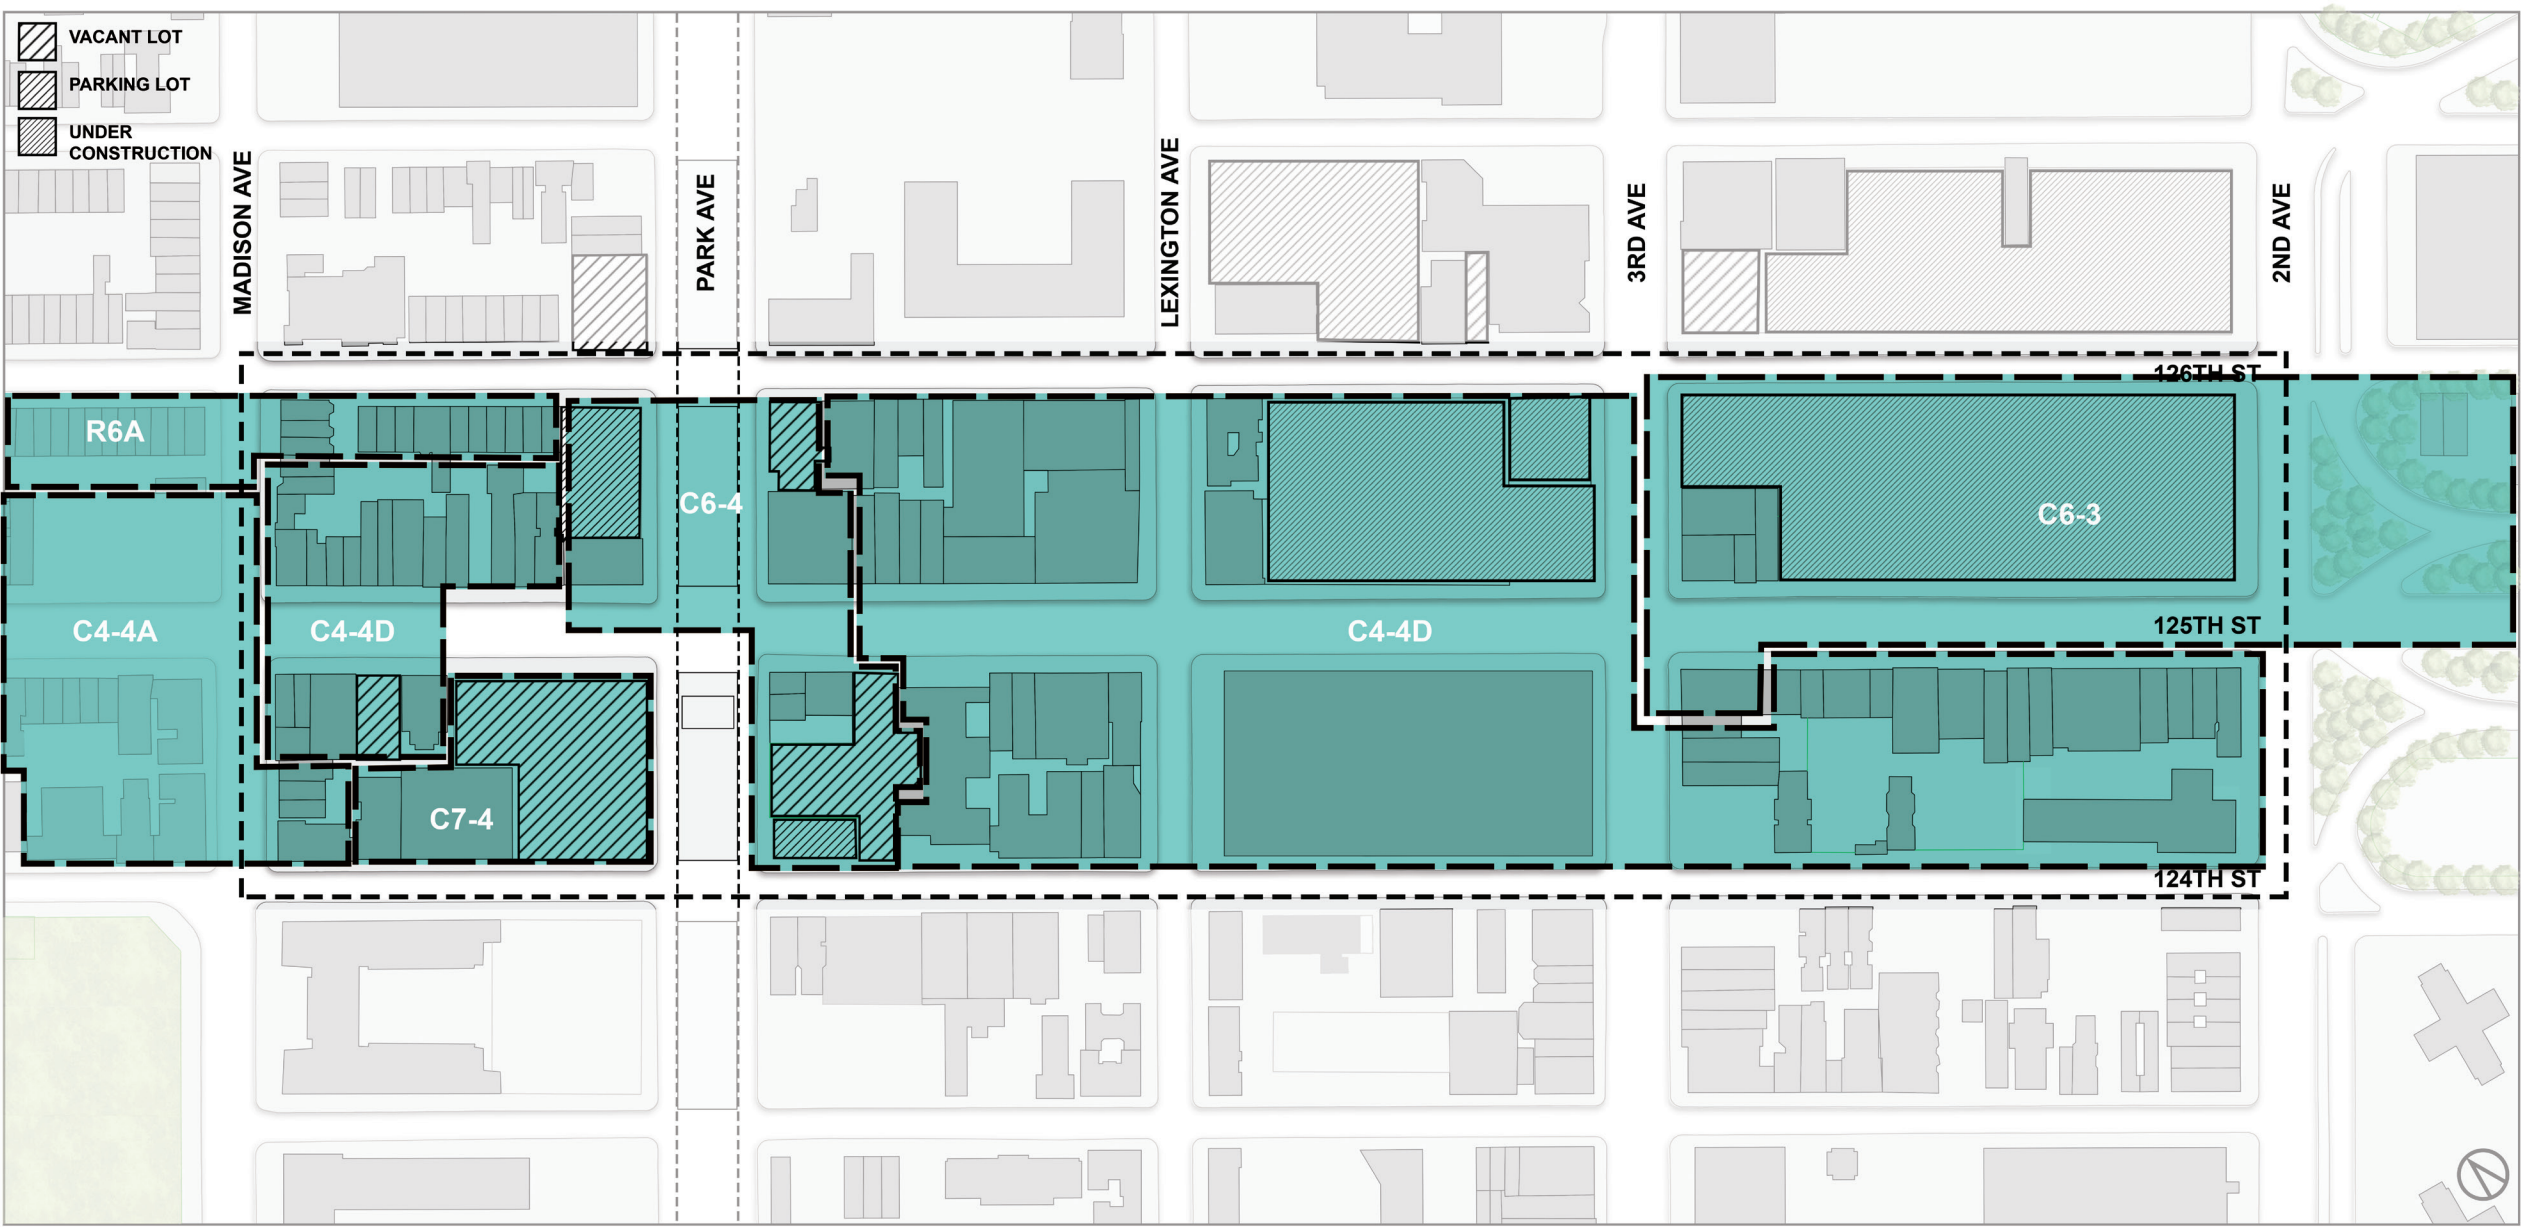 VACANT LOT
PARKING LOT
UNDER
CONSTRUCTION
MADISON AVE
PARK AVE
LEXINGTON AVE
3RD AVE
2ND AVE
126TH ST
R6A
C6-4
C6-3
C4-4A
C4-4D
C4-4D
125TH ST
C7-4
124TH ST